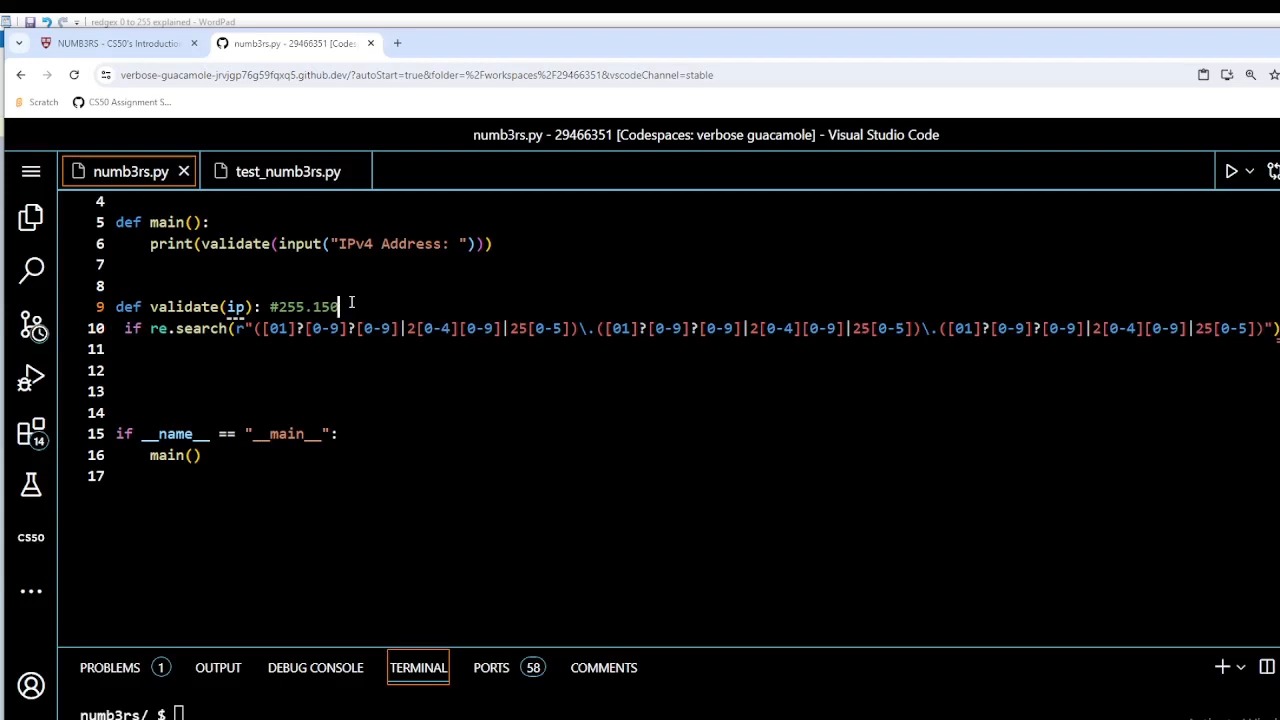 redgex 0 to 255 explained - WordPad
NUMB3RS - CS50's Introduction
numb3rs.py - 29466351 [Codes
verbose-guacamole-jrvjgp76g59fqxq5.github.dev/?autoStart=true&folder=%2Fworkspaces%2F29466351&vscodeChannel=stable
Scratch
CS50 Assignment S...
numb3rs.py - 29466351 [Codespaces: verbose guacamole] - Visual Studio Code
numb3rs.py
test_numb3rs.py
4
5 def main():
6 print(validate(input("IPv4 Address: ")))
7
8
9 def validate(ip): #255.150
10 if re.search(r"([01]?[0-9]?[0-9]|2[0-4][0-9]|25[0-5])\.([01]?[0-9]?[0-9]|2[0-4][0-9]|25[0-5])\.([01]?[0-9]?[0-9]|2[0-4][0-9]|25[0-5])")
11
12
13
14
15 if __name__ == "__main__":
16 main()
17
14
CS50
PROBLEMS 1 OUTPUT DEBUG CONSOLE TERMINAL PORTS 58 COMMENTS
numb3rs/ $